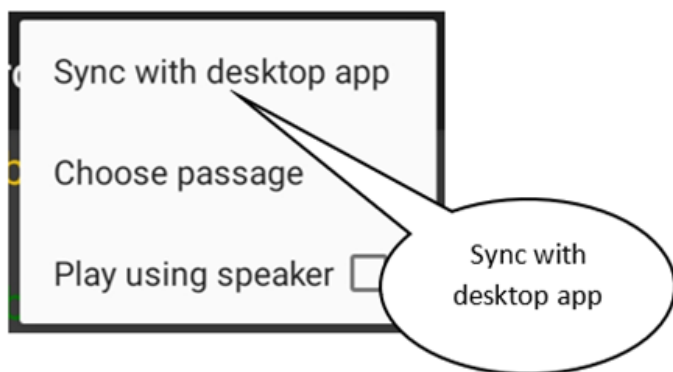 Sync with desktop app
Choose passage
Play using speaker
Sync with
desktop app